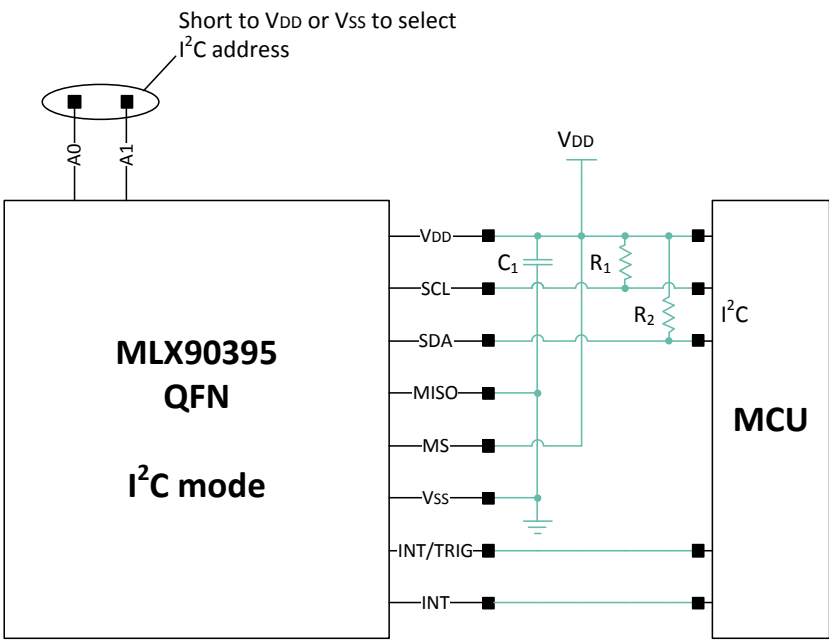 Short to VDD or VSS to select
I²C address
A0
A1
VDD
MLX90395
QFN
I²C mode
VDD
SCL
SDA
MISO
MS
VSS
INT/TRIG
INT
C₁
R₁
R₂
I²C
MCU